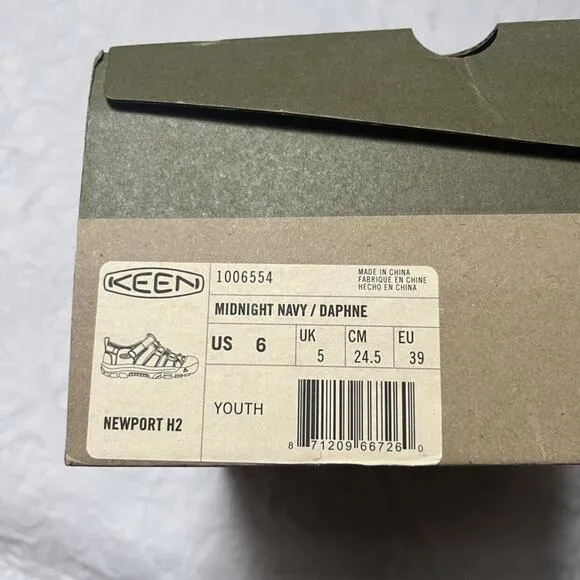 KEEN
1006554
MADE IN CHINA
FABRIQUE EN CHINE
HECHO EN CHINA
MIDNIGHT NAVY / DAPHNE
US 6
UK
5
CM
24.5
EU
39
NEWPORT H2
YOUTH
8 71209 66726 0